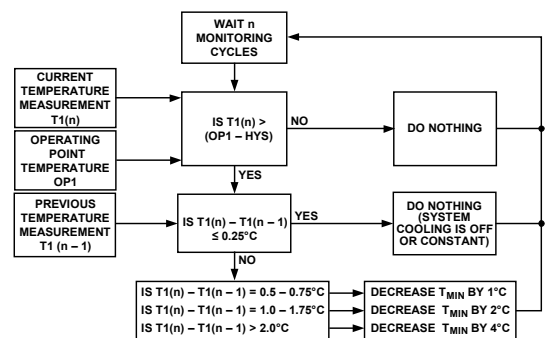 WAIT n
MONITORING
CYCLES
CURRENT
TEMPERATURE
MEASUREMENT
T1(n)
IS T1(n) >
(OP1 – HYS)
NO
DO NOTHING
OPERATING
POINT
TEMPERATURE
OP1
YES
PREVIOUS
TEMPERATURE
MEASUREMENT
T1 (n – 1)
IS T1(n) – T1(n – 1)
≤ 0.25°C
YES
DO NOTHING
(SYSTEM
COOLING IS OFF
OR CONSTANT)
NO
IS T1(n) – T1(n – 1) = 0.5 – 0.75°C
DECREASE TMIN BY 1°C
IS T1(n) – T1(n – 1) = 1.0 – 1.75°C
DECREASE TMIN BY 2°C
IS T1(n) – T1(n – 1) > 2.0°C
DECREASE TMIN BY 4°C